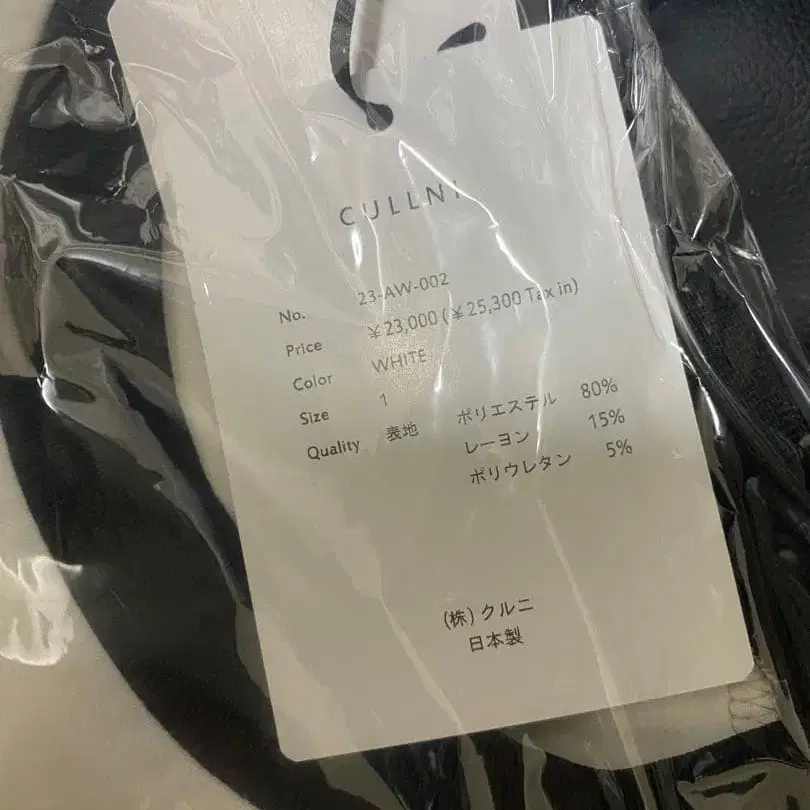 CULLNI
No. 23-AW-002
Price ¥23,000 (¥25,300 Tax in)
Color WHITE
Size 1
Quality 表地 ポリエステル 80%
レーヨン 15%
ポリウレタン 5%
(株)クルニ
日本製